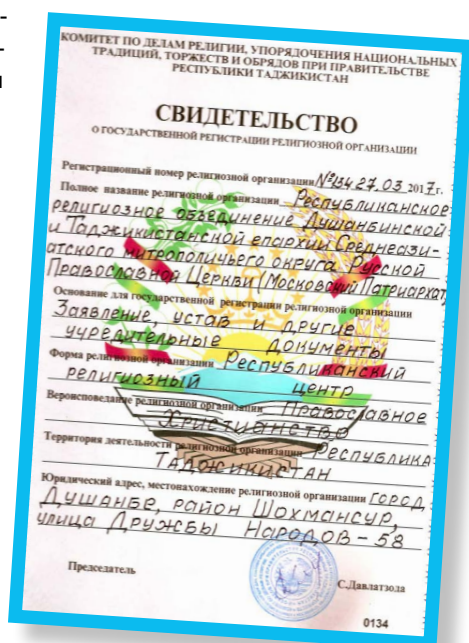 -
-
и
КОМИТЕТ ПО ДЕЛАМ РЕЛИГИИ, УПОРЯДОЧЕНИЯ НАЦИОНАЛЬНЫХ
ТРАДИЦИЙ, ТОРЖЕСТВ И ОБРЯДОВ ПРИ ПРАВИТЕЛЬСТВЕ
РЕСПУБЛИКИ ТАДЖИКИСТАН
СВИДЕТЕЛЬСТВО
О ГОСУДАРСТВЕННОЙ РЕГИСТРАЦИИ РЕЛИГИОЗНОЙ ОРГАНИЗАЦИИ
Регистрационный номер религиозной организации №134 27.03.2017г.
Полное название религиозной организации Республиканское
религиозное объединение Душанбинской
и Таджикистанской епархии Среднеази-
атского митрополичьего округа Русской
Православной Церкви (Московский Патриархат)
Основание для государственной регистрации религиозной организации
Заявление, устав и другие
учредительные документы
Форма религиозной организации Республиканский
религиозный центр
Вероисповедание религиозной организации Православное
Христианство
Территория деятельности религиозной организации Республика
Таджикистан
Юридический адрес, местонахождение религиозной организации город
Душанбе, район Шохмансур,
улица Дружбы Народов-58
Председатель С.Давлатзода
0134